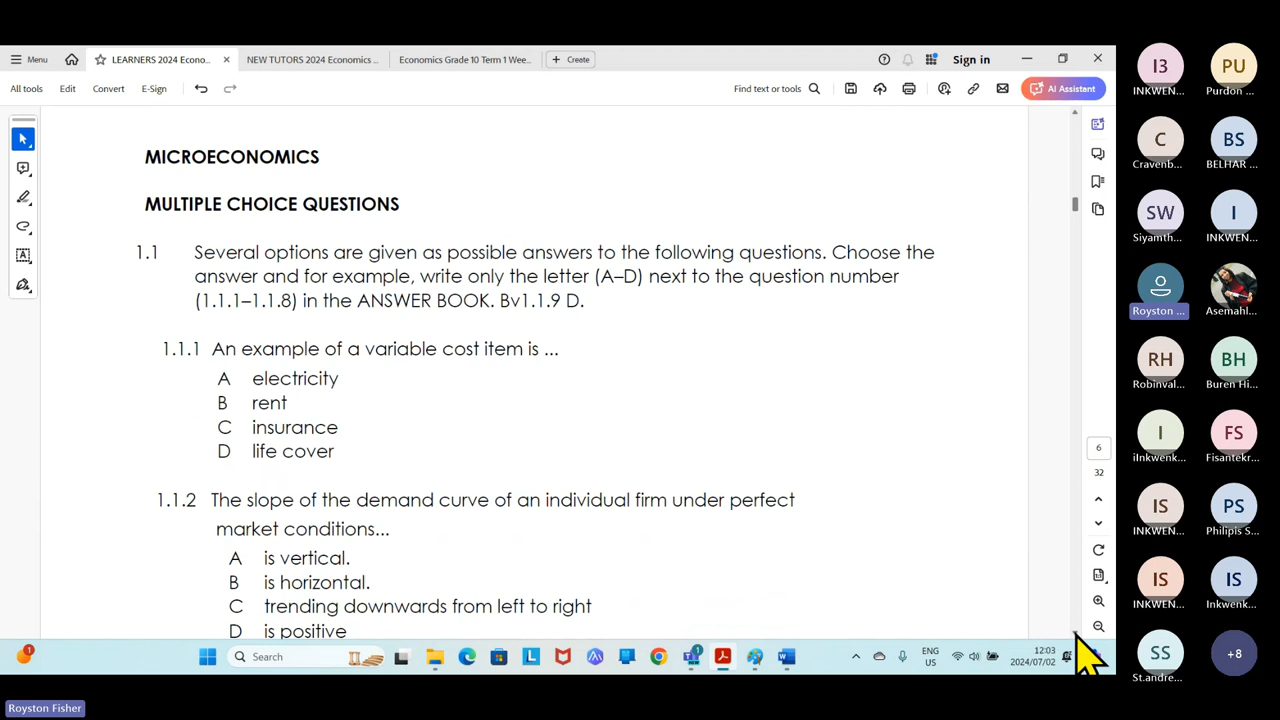 Menu
LEARNERS 2024 Econo...
NEW TUTORS 2024 Economics ...
Economics Grade 10 Term 1 Wee...
Create
Sign in
All tools
Edit
Convert
E-Sign
Find text or tools
AI Assistant
MICROECONOMICS
MULTIPLE CHOICE QUESTIONS
1.1 Several options are given as possible answers to the following questions. Choose the
answer and for example, write only the letter (A–D) next to the question number
(1.1.1–1.1.8) in the ANSWER BOOK. Bv1.1.9 D.
1.1.1 An example of a variable cost item is ...
A electricity
B rent
C insurance
D life cover
1.1.2 The slope of the demand curve of an individual firm under perfect
market conditions...
A is vertical.
B is horizontal.
C trending downwards from left to right
D is positive
6
32
1
Search
1
ENG
US
12:03
2024/07/02
I3
INKWEN...
PU
Purdon ...
C
Cravenb...
BS
BELHAR ...
SW
Siyamth...
I
INKWEN...
Royston ...
Asemahl...
RH
Robinval...
BH
Buren Hi...
I
iInkwenk...
FS
Fisantekr...
IS
INKWEN...
PS
Philipis S...
IS
INKWEN...
IS
Inkwenk...
SS
St.andre...
+8
Royston Fisher